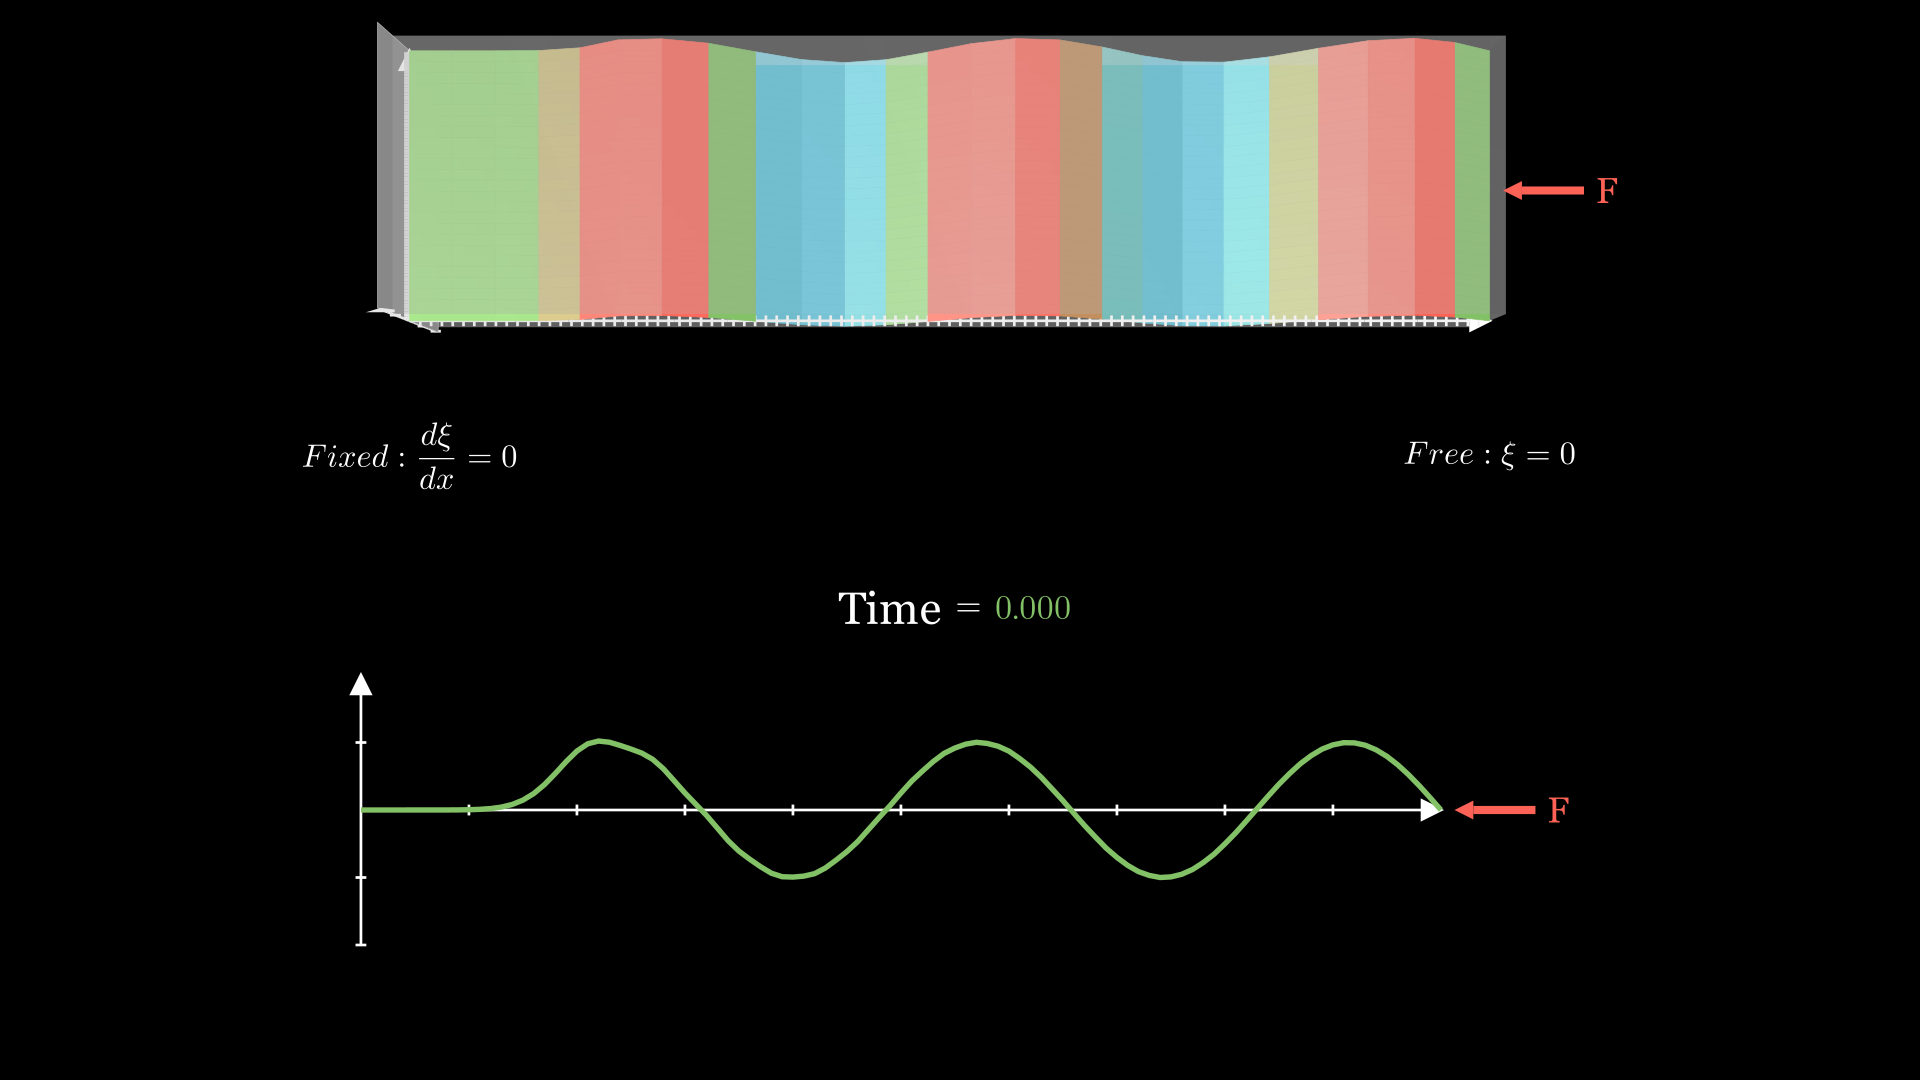 F
Fixed : dξ/dx = 0
Free : ξ = 0
Time = 0.000
F